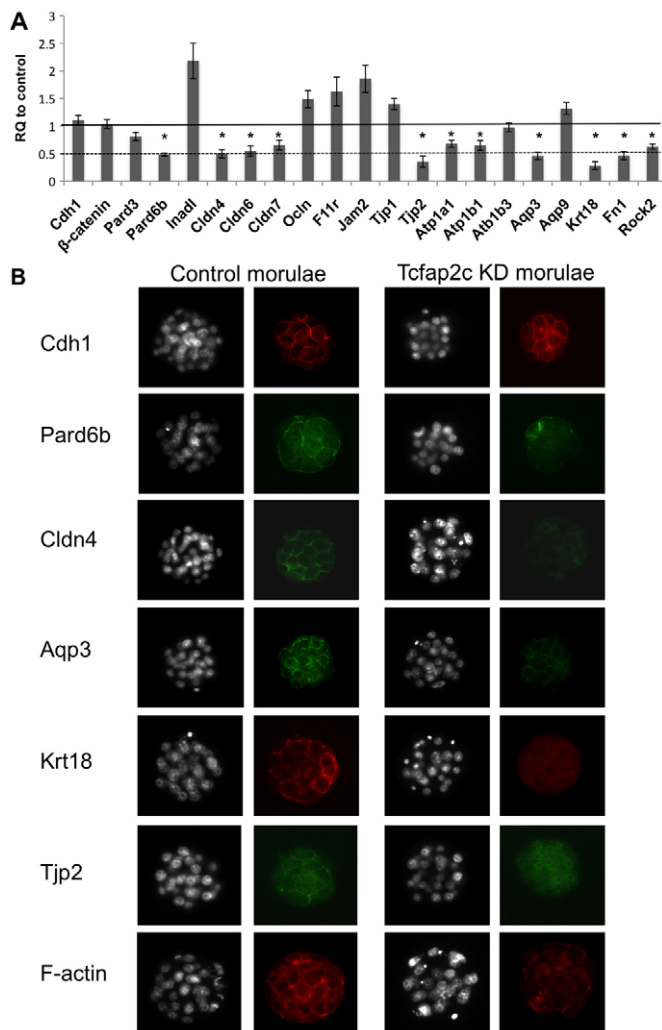 A
RQ to control
3
2.5
2
1.5
1
0.5
0
* * * * * * * * * * *
Cdh1
β-catenin
Pard3
Pard6b
Inadl
Cldn4
Cldn6
Cldn7
Ocln
F11r
Jam2
Tjp1
Tjp2
Atp1a1
Atp1b1
Atb1b3
Aqp3
Aqp9
Krt18
Fn1
Rock2
B
Control morulae Tcfap2c KD morulae
Cdh1
Pard6b
Cldn4
Aqp3
Krt18
Tjp2
F-actin